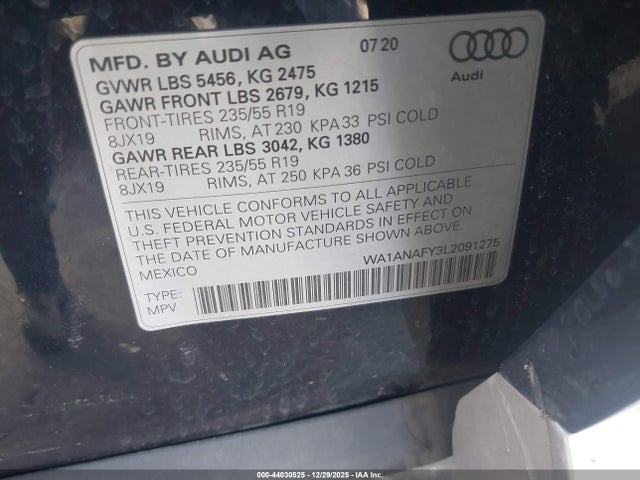 MFD. BY AUDI AG 07 20
GVWR LBS 5456, KG 2475
GAWR FRONT LBS 2679, KG 1215
FRONT-TIRES 235/55 R19
8JX19 RIMS, AT 230 KPA 33 PSI COLD
GAWR REAR LBS 3042, KG 1380
REAR-TIRES 235/55 R19
8JX19 RIMS, AT 250 KPA 36 PSI COLD
Audi
THIS VEHICLE CONFORMS TO ALL APPLICABLE
U.S. FEDERAL MOTOR VEHICLE SAFETY AND
THEFT PREVENTION STANDARDS IN EFFECT ON
THE DATE OF MANUFACTURE SHOWN ABOVE.
MEXICO WA1ANAFY3L2091275
TYPE:
MPV
000-44030525 - 12/29/2025 - IAA Inc.